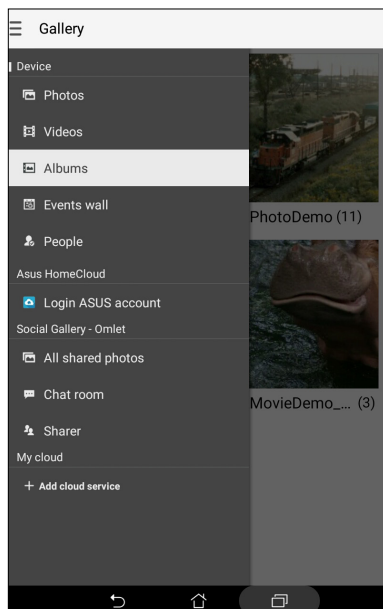 Gallery
Device
Photos
Videos
Albums
Events wall
People
Asus HomeCloud
Login ASUS account
Social Gallery - Omlet
All shared photos
Chat room
Sharer
My cloud
+ Add cloud service
PhotoDemo (11)
MovieDemo_... (3)